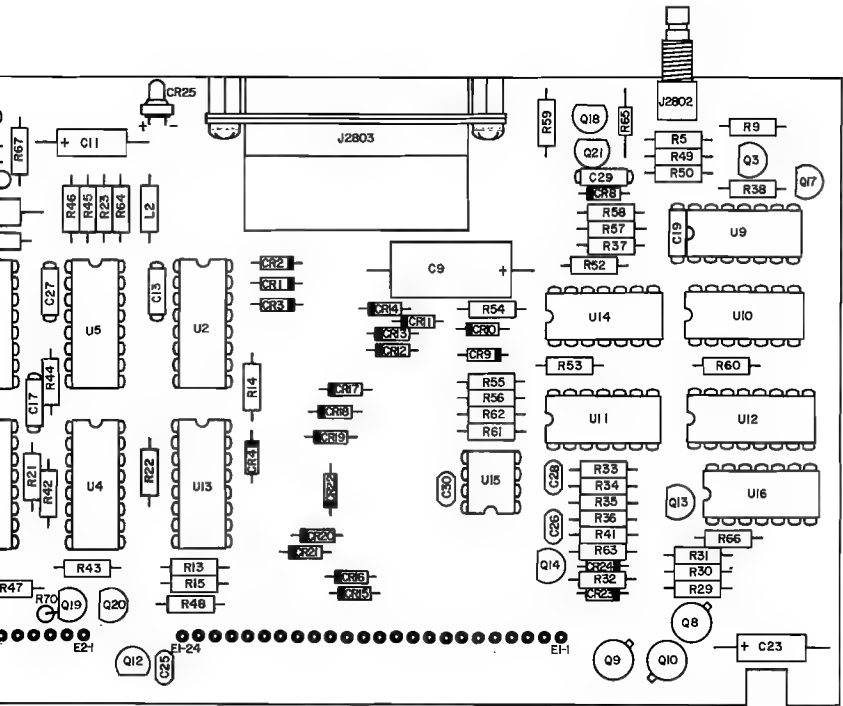 CR25
J2802
+ -
R67
+ C11
J2803
R59
Q18
R65
R5
R9
R49
Q21
R50
Q3
C29
CR8
R38
Q17
R46
R45
R23
R64
L2
R58
R57
R37
C19
U9
R52
CR2
CR1
CR3
C9 +
C27
C13
U5
U2
CR14
CR11
CR13
CR12
R54
CR10
CR9
U14
U10
R53
R60
R44
R14
C17
CR17
CR18
CR19
R55
R56
R62
R61
U11
U12
R21
R42
U4
R22
U13
CR4
CR22
C30
U15
C28
R33
R34
R35
R36
R41
R63
C26
Q13
U16
R66
CR20
CR21
Q14
CR24
R32
CR23
R31
R30
R29
R43
R13
R15
R48
CR16
CR15
R47
R70
Q19
Q20
Q8
E2-1
E1-24
E1-1
Q12
C25
Q9
Q10
+ C23